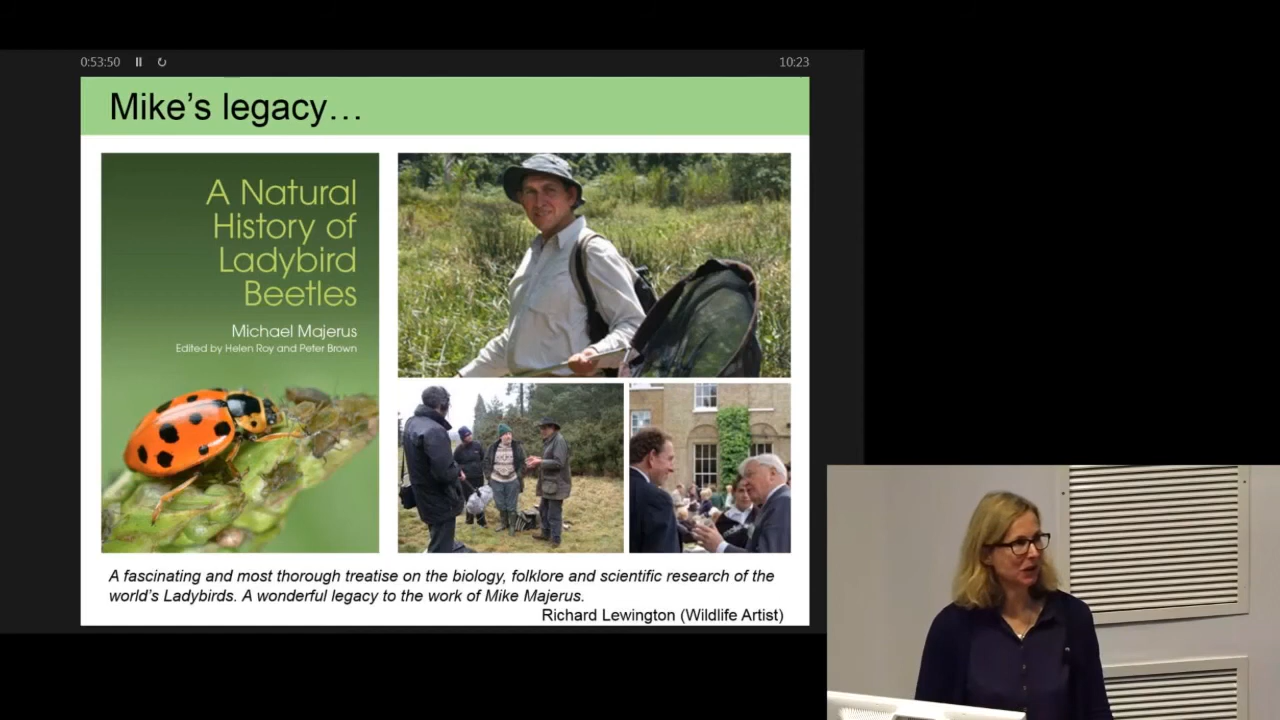 0:53:50
10:23
Mike's legacy…
A Natural
History of
Ladybird
Beetles
Michael Majerus
Edited by Helen Roy and Peter Brown
A fascinating and most thorough treatise on the biology, folklore and scientific research of the
world's Ladybirds. A wonderful legacy to the work of Mike Majerus.
Richard Lewington (Wildlife Artist)